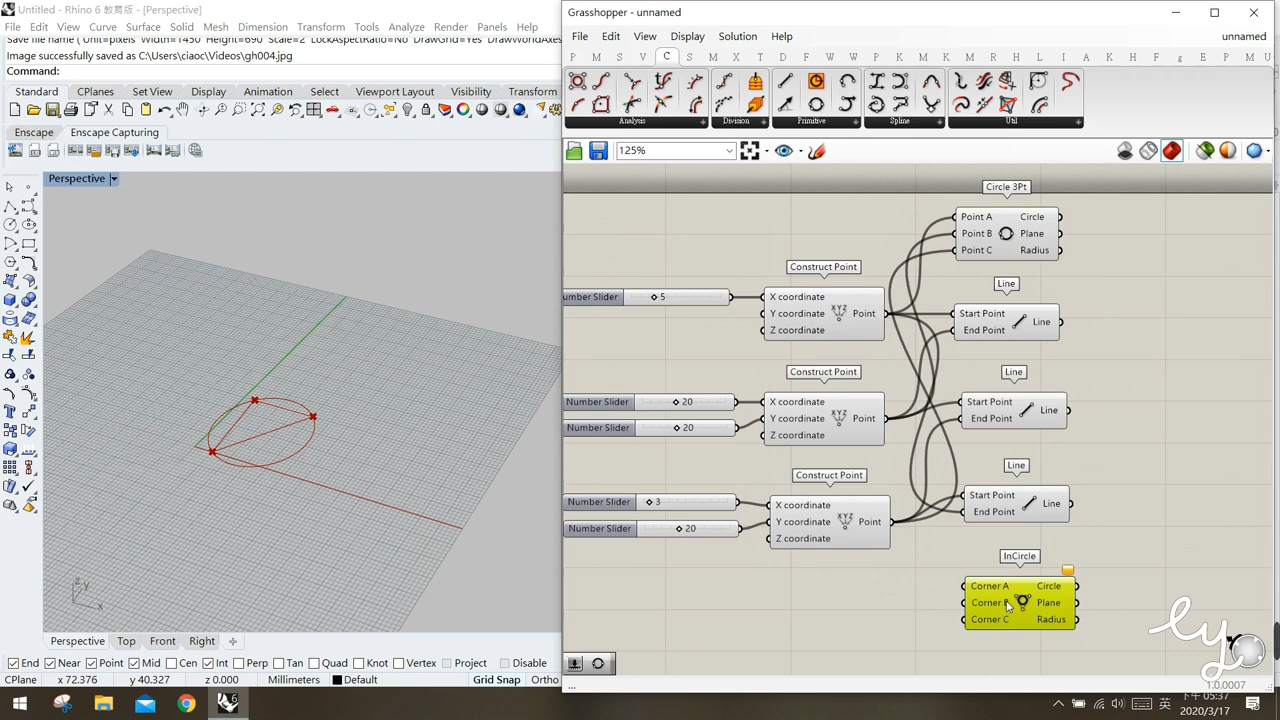 Untitled - Rhino 6 教育版 - [Perspective]
File Edit View Curve Surface Solid Mesh Dimension Transform Tools Analyze Render Panels Help
Image successfully saved as C:\Users\ciaoc\Videos\gh004.jpg
Command:
Standard CPlanes Set View Display Select Viewport Layout Visibility Transform
Enscape Enscape Capturing
Perspective
z y x
Perspective Top Front Right
End Near Point Mid Cen Int Perp Tan Quad Knot Vertex Project Disable
CPlane x 72.376 y 40.327 z 0.000 Millimeters Default Grid Snap Ortho
Grasshopper - unnamed
File Edit View Display Solution Help unnamed
P M S V C S M X T D F P K M K M L F g e M P M U
Analysis Division Primitive Spline Util
125%
Circle 3Pt
Point A Circle
Point B Plane
Point C Radius
Construct Point
umber Slider 5
X coordinate
Y coordinate Point
Z coordinate
Line
Start Point
End Point Line
Construct Point
Number Slider 20
Number Slider 20
X coordinate
Y coordinate Point
Z coordinate
Line
Start Point
End Point Line
Construct Point
Number Slider 3
Number Slider 20
X coordinate
Y coordinate Point
Z coordinate
Line
Start Point
End Point Line
InCircle
Corner A Circle
Corner Plane
Corner C Radius
ly
...
1.0.0007
英
下午 05:37
2020/3/17